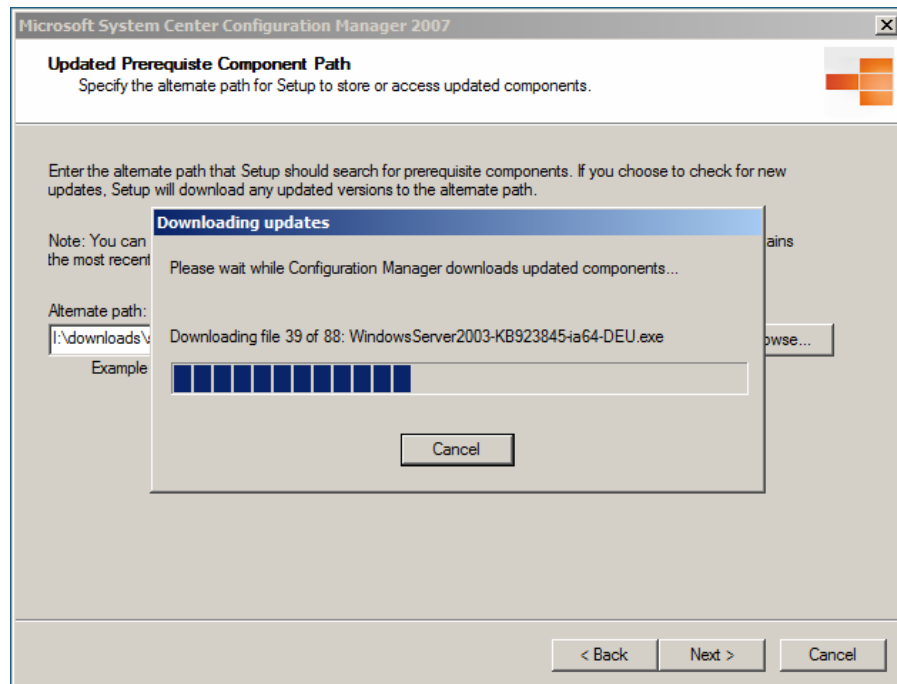 Microsoft System Center Configuration Manager 2007
Updated Prerequiste Component Path
Specify the alternate path for Setup to store or access updated components.
Enter the alternate path that Setup should search for prerequisite components. If you choose to check for new
updates, Setup will download any updated versions to the alternate path.
Downloading updates
Note: You can
ains
the most recent
Please wait while Configuration Manager downloads updated components...
Alternate path:
Downloading file 39 of 88: WindowsServer2003-KB923845-ia64-DEU.exe
I:\downloads\
owse...
Example
Cancel
< Back
Next >
Cancel